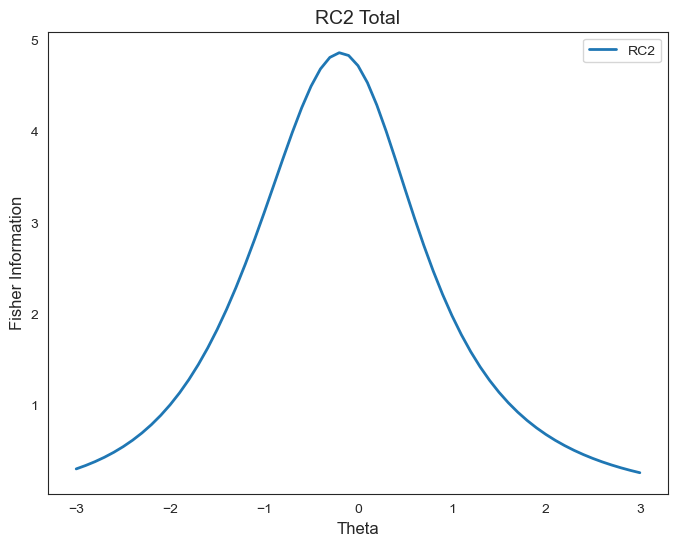 RC2 Total
RC2
Fisher Information
5
4
3
2
1
−3 −2 −1 0 1 2 3
Theta